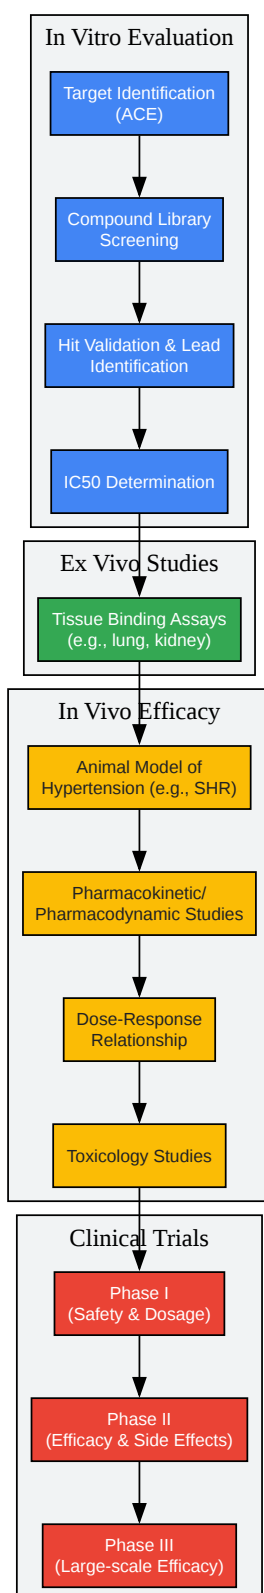 In Vitro Evaluation
Target Identification
(ACE)
Compound Library
Screening
Hit Validation & Lead
Identification
IC50 Determination
Ex Vivo Studies
Tissue Binding Assays
(e.g., lung, kidney)
In Vivo Efficacy
Animal Model of
Hypertension (e.g., SHR)
Pharmacokinetic/
Pharmacodynamic Studies
Dose-Response
Relationship
Toxicology Studies
Clinical Trials
Phase I
(Safety & Dosage)
Phase II
(Efficacy & Side Effects)
Phase III
(Large-scale Efficacy)